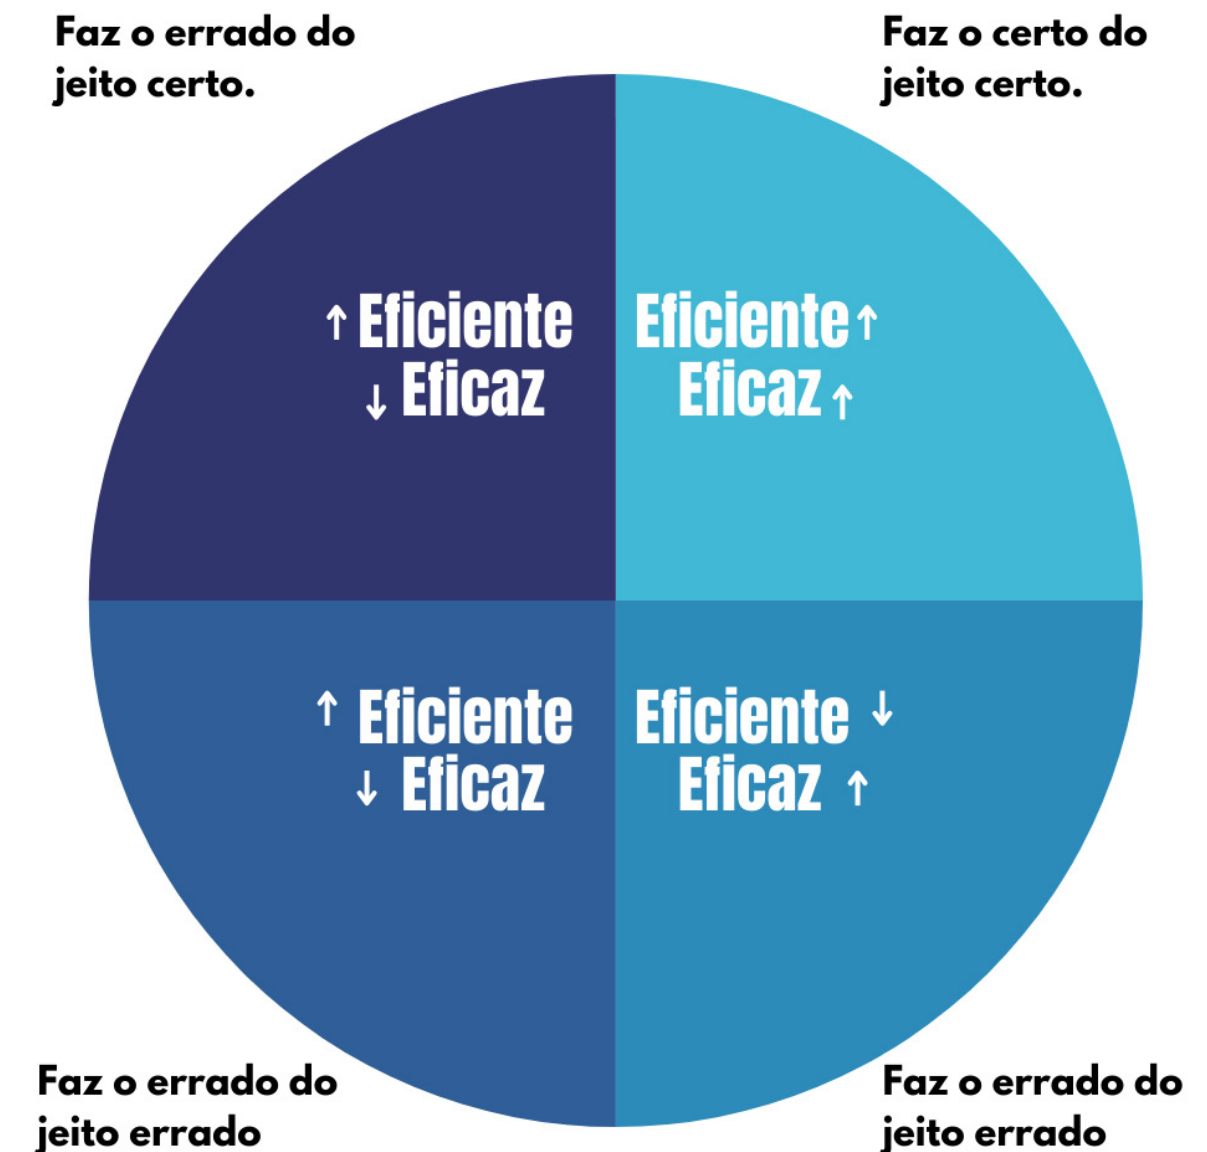 Faz o errado do
jeito certo.
Faz o certo do
jeito certo.
↑ Eficiente
↓ Eficaz
Eficiente ↑
Eficaz ↑
↑ Eficiente
↓ Eficaz
Eficiente ↓
Eficaz ↑
Faz o errado do
jeito errado
Faz o errado do
jeito errado